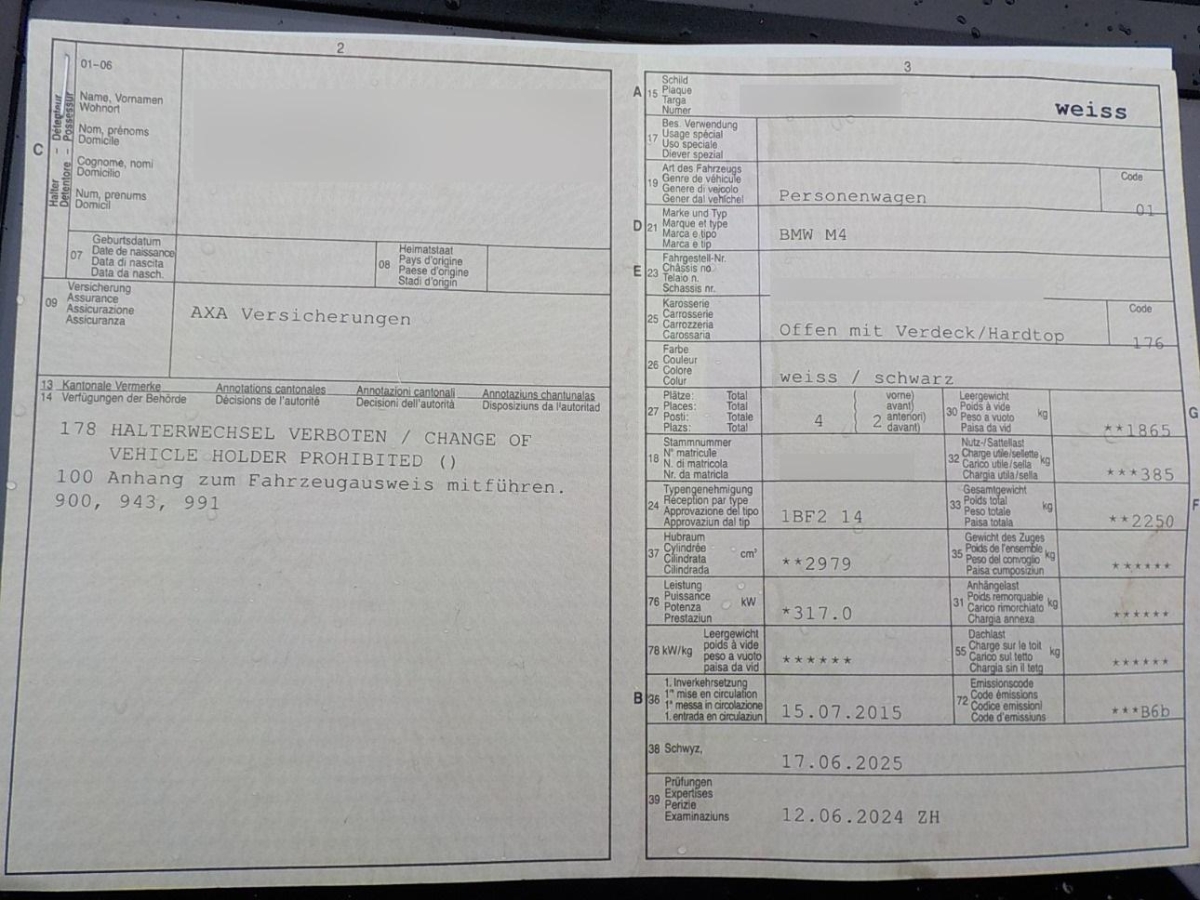 2
01-06
C
Halter - Détenteur
Detentore - Possessur
Name, Vornamen
Wohnort
Nom, prénoms
Domicile
Cognome, nomi
Domicilio
Num, prenums
Domicil
07
Geburtsdatum
Date de naissance
Data di nascita
Data da nasch.
08
Heimatstaat
Pays d'origine
Paese d'origine
Stadi d'origin
09
Versicherung
Assurance
Assicurazione
Assicuranza
AXA Versicherungen
13 Kantonale Vermerke Annotations cantonales Annotazioni cantonali Annotaziuns chantunalas
14 Verfügungen der Behörde Décisions de l'autorité Decisioni dell'autorità Disposiziuns da l'autoritad
178 HALTERWECHSEL VERBOTEN / CHANGE OF
VEHICLE HOLDER PROHIBITED ()
100 Anhang zum Fahrzeugausweis mitführen.
900, 943, 991
3
A 15
Schild
Plaque
Targa
Numer
weiss
17
Bes. Verwendung
Usage spécial
Uso speciale
Diever spezial
19
Art des Fahrzeugs
Genre de véhicule
Genere di veicolo
Gener dal vehichel
Personenwagen
Code
01
D 21
Marke und Typ
Marque et type
Marca e tipo
Marca e tip
BMW M4
E 23
Fahrgestell-Nr.
Châssis no.
Telaio n.
Schassis nr.
25
Karosserie
Carrosserie
Carrozzeria
Carossaria
Offen mit Verdeck/Hardtop
Code
176
26
Farbe
Couleur
Colore
Colur
weiss / schwarz
27
Plätze: Total
Places: Total
Posti: Totale
Plazs: Total
4
vorne)
avant)
anteriori)
davant)
( 2
30
Leergewicht
Poids à vide
Peso a vuoto
Paisa da vid
kg
**1865
G
18
Stammnummer
N° matricule
N. di matricola
Nr. da matricla
32
Nutz-/Sattellast
Charge utile/sellette
Carico utile/sella
Chargia utila/sella
kg
***385
24
Typengenehmigung
Réception par type
Approvazione del tipo
Approvaziun dal tip
1BF2 14
33
Gesamtgewicht
Poids total
Peso totale
Paisa totala
kg
**2250
F
37
Hubraum
Cylindrée
Cilindrata
Cilindrada
cm³
**2979
35
Gewicht des Zuges
Poids de l'ensemble
Peso del convoglio
Paisa cumposiziun
kg
******
76
Leistung
Puissance
Potenza
Prestaziun
kW
*317.0
31
Anhängelast
Poids remorquable
Carico rimorchiato
Chargia annexa
kg
******
78 kW/kg
Leergewicht
poids à vide
peso a vuoto
paisa da vid
******
55
Dachlast
Charge sur le toit
Carico sul tetto
Chargia sin il tetg
kg
******
B 36
1. Inverkehrsetzung
1re mise en circulation
1a messa in circolazione
1. entrada en circulaziun
15.07.2015
72
Emissionscode
Code émissions
Codice emissioni
Code d'emissiuns
***B6b
38 Schwyz,
17.06.2025
39
Prüfungen
Expertises
Perizie
Examinaziuns
12.06.2024 ZH